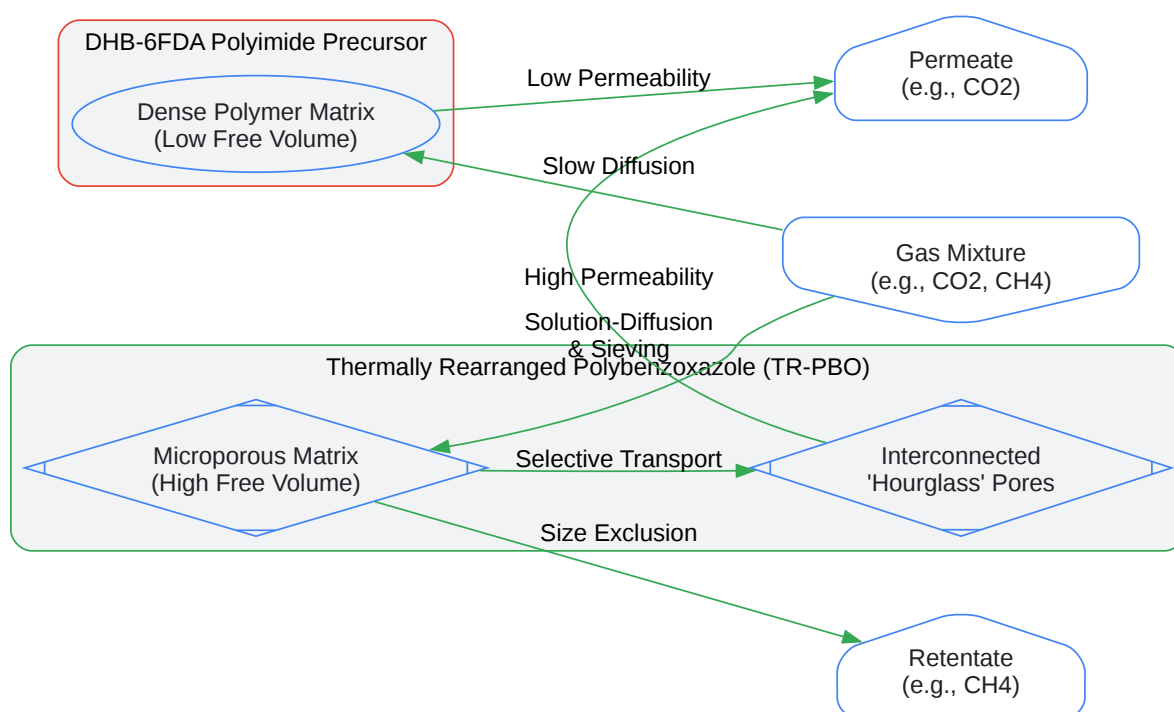 DHB-6FDA Polyimide Precursor
Dense Polymer Matrix
(Low Free Volume)
Low Permeability
Permeate
(e.g., CO2)
Slow Diffusion
Gas Mixture
(e.g., CO2, CH4)
High Permeability
Solution-Diffusion
& Sieving
Thermally Rearranged Polybenzoxazole (TR-PBO)
Microporous Matrix
(High Free Volume)
Selective Transport
Interconnected
'Hourglass' Pores
Size Exclusion
Retentate
(e.g., CH4)